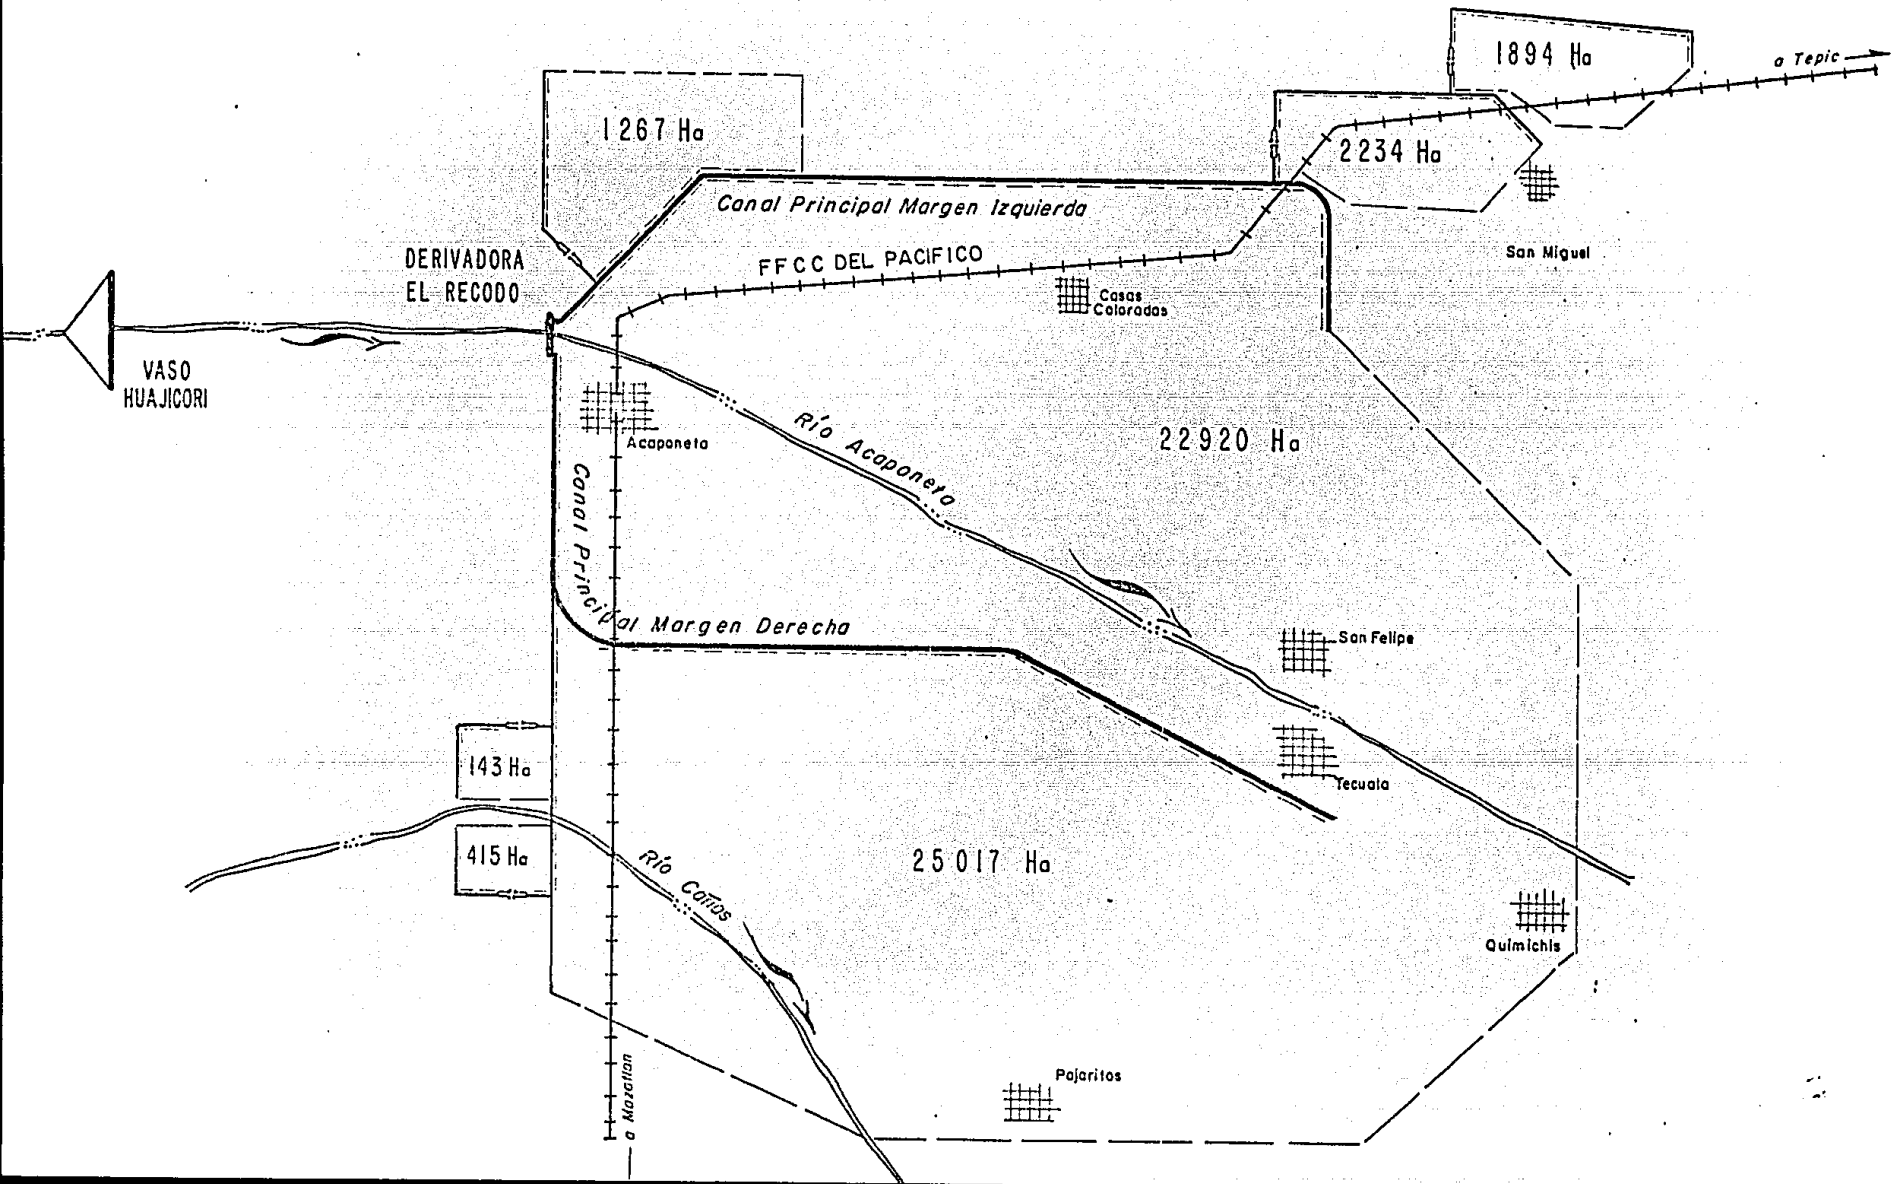 1894 Ha
a Tepic
1267 Ha
2234 Ha
Canal Principal Margen Izquierda
DERIVADORA
EL RECODO
FFCC DEL PACIFICO
San Miguel
Casas
Coloradas
VASO
HUAJICORI
Acaponeta
Río Acaponeta
22920 Ha
Canal Principal Margen Derecha
San Felipe
143 Ha
Tecuala
415 Ha
Río Cañas
25017 Ha
Quimichis
Pajaritos
a Mazatlan